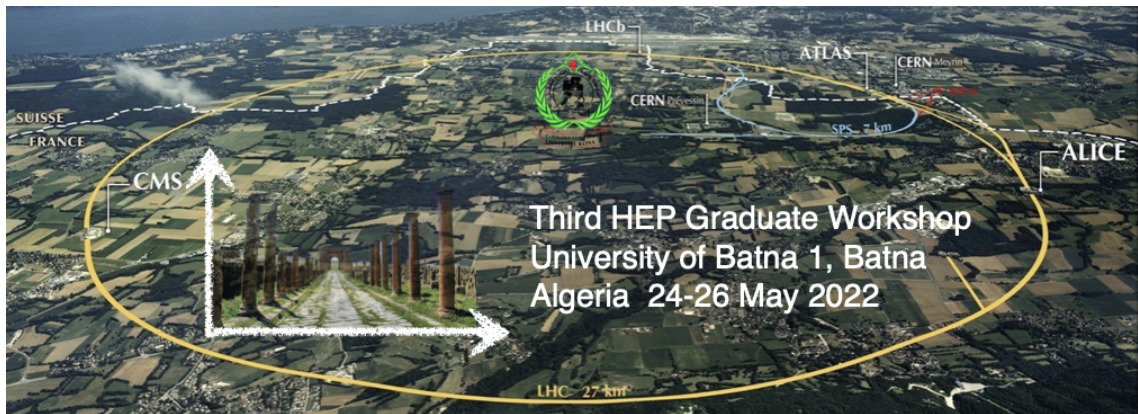 LHCb
ATLAS
CERN Meyrin
CERN Prévessin
SPS 7 km
SUISSE
FRANCE
CMS
ALICE
Third HEP Graduate Workshop
University of Batna 1, Batna
Algeria 24-26 May 2022
LHC 27 km